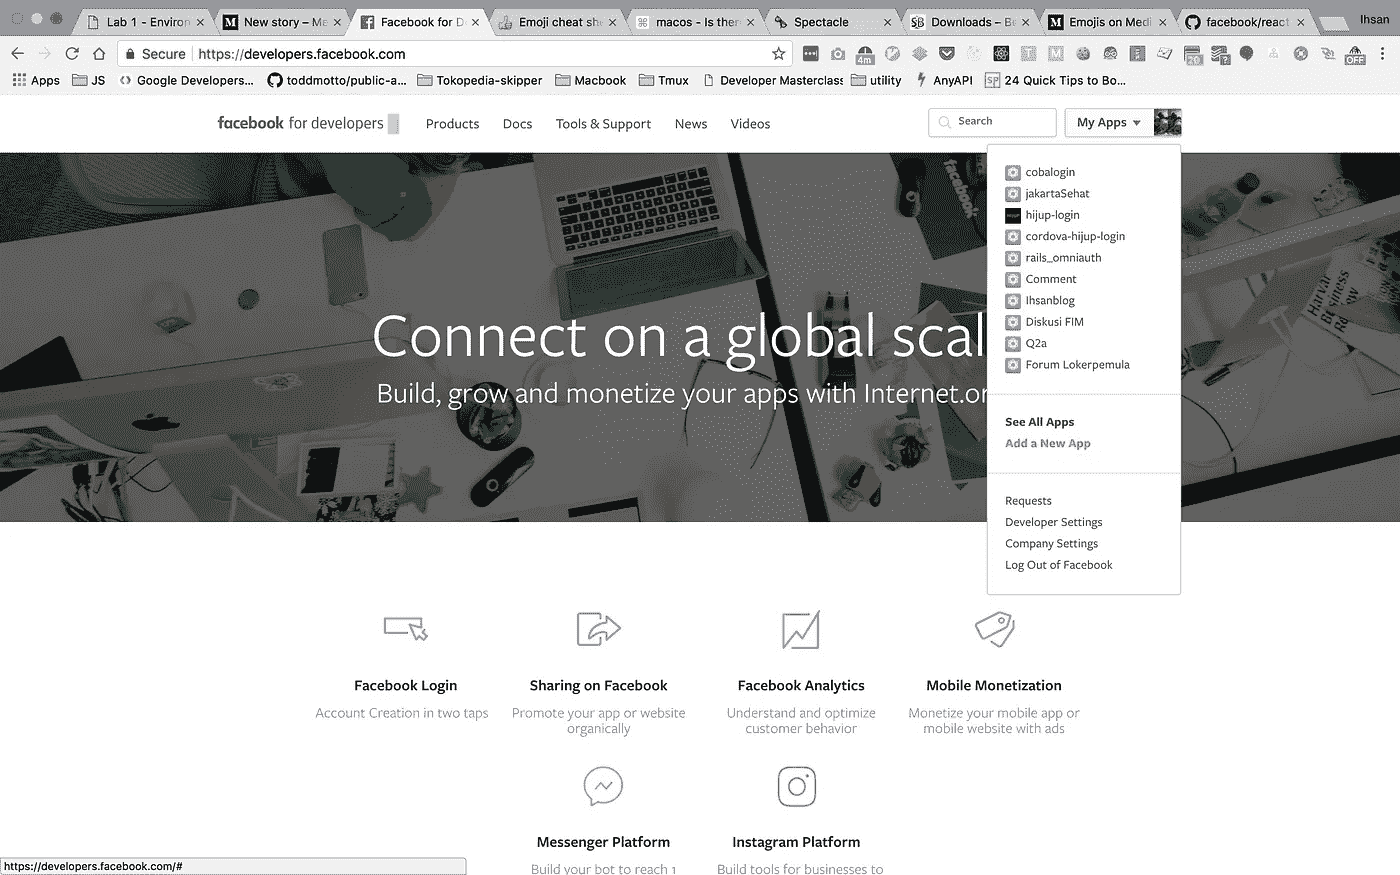 Lab 1 - Environ
New story – Me
Facebook for D
Emoji cheat she
macos - Is ther
Spectacle
Downloads – Be
Emojis on Medi
facebook/react
Ihsan
Secure https://developers.facebook.com
4m
20
OFF
Apps JS Google Developers... toddmotto/public-a... Tokopedia-skipper Macbook Tmux Developer Masterclass utility AnyAPI 24 Quick Tips to Bo...
facebook for developers
Products Docs Tools & Support News Videos
Search
My Apps
cobalogin
jakartaSehat
hijup-login
cordova-hijup-login
rails_omniauth
Comment
Ihsanblog
Diskusi FIM
Q2a
Forum Lokerpemula
See All Apps
Add a New App
Requests
Developer Settings
Company Settings
Log Out of Facebook
facebook
Harvard
Business
Connect on a global scal
Build, grow and monetize your apps with Internet.or
Facebook Login
Account Creation in two taps
Sharing on Facebook
Promote your app or website
organically
Facebook Analytics
Understand and optimize
customer behavior
Mobile Monetization
Monetize your mobile app or
mobile website with ads
Messenger Platform
Build your bot to reach 1
Instagram Platform
Build tools for businesses to
https://developers.facebook.com/#